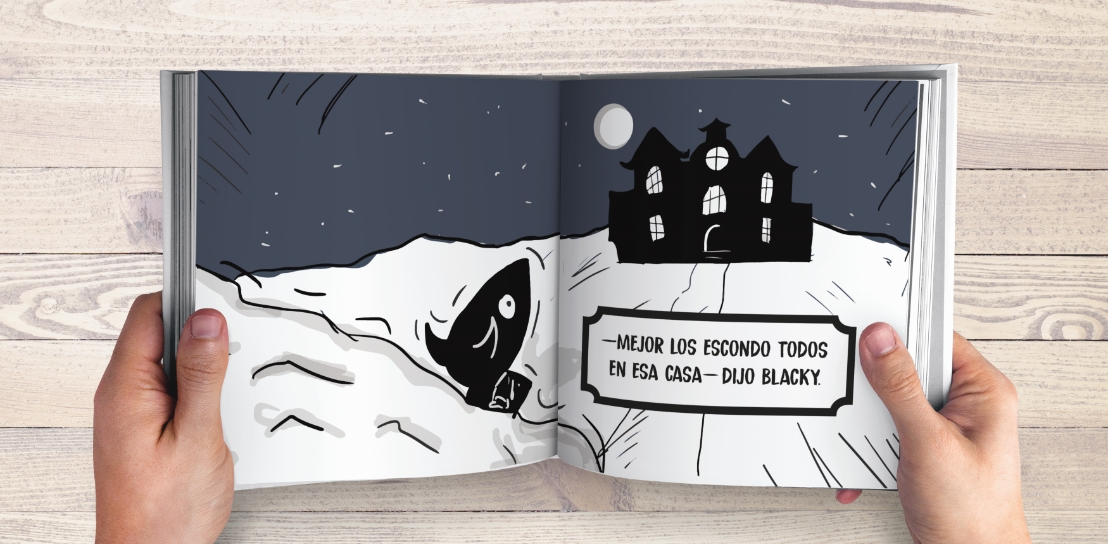 —MEJOR LOS ESCONDO TODOS
EN ESA CASA— DIJO BLACKY.